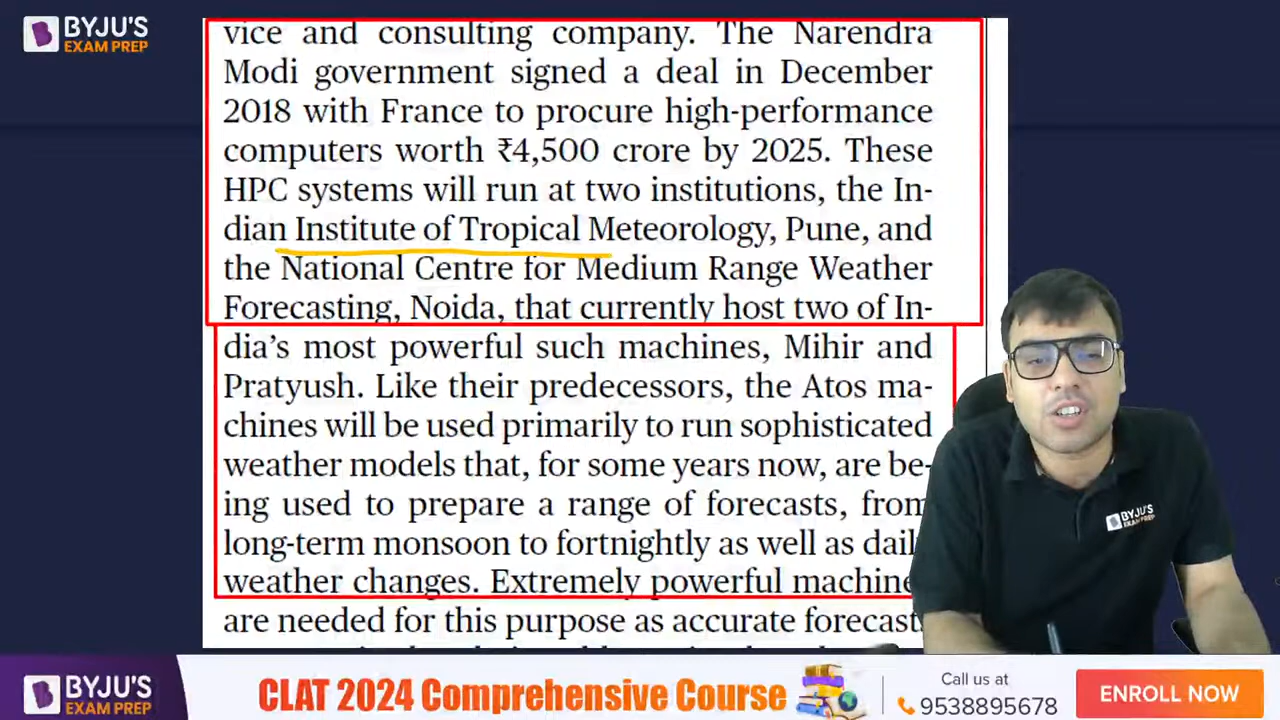 BYJU'S
EXAM PREP
vice and consulting company. The Narendra
Modi government signed a deal in December
2018 with France to procure high-performance
computers worth ₹4,500 crore by 2025. These
HPC systems will run at two institutions, the In-
dian Institute of Tropical Meteorology, Pune, and
the National Centre for Medium Range Weather
Forecasting, Noida, that currently host two of In-
dia's most powerful such machines, Mihir and
Pratyush. Like their predecessors, the Atos ma-
chines will be used primarily to run sophisticated
weather models that, for some years now, are be-
ing used to prepare a range of forecasts, from
long-term monsoon to fortnightly as well as dail
weather changes. Extremely powerful machine
are needed for this purpose as accurate forecast
BYJU'S
EXAM PREP
BYJU'S
EXAM PREP
CLAT 2024 Comprehensive Course
Call us at
9538895678
ENROLL NOW